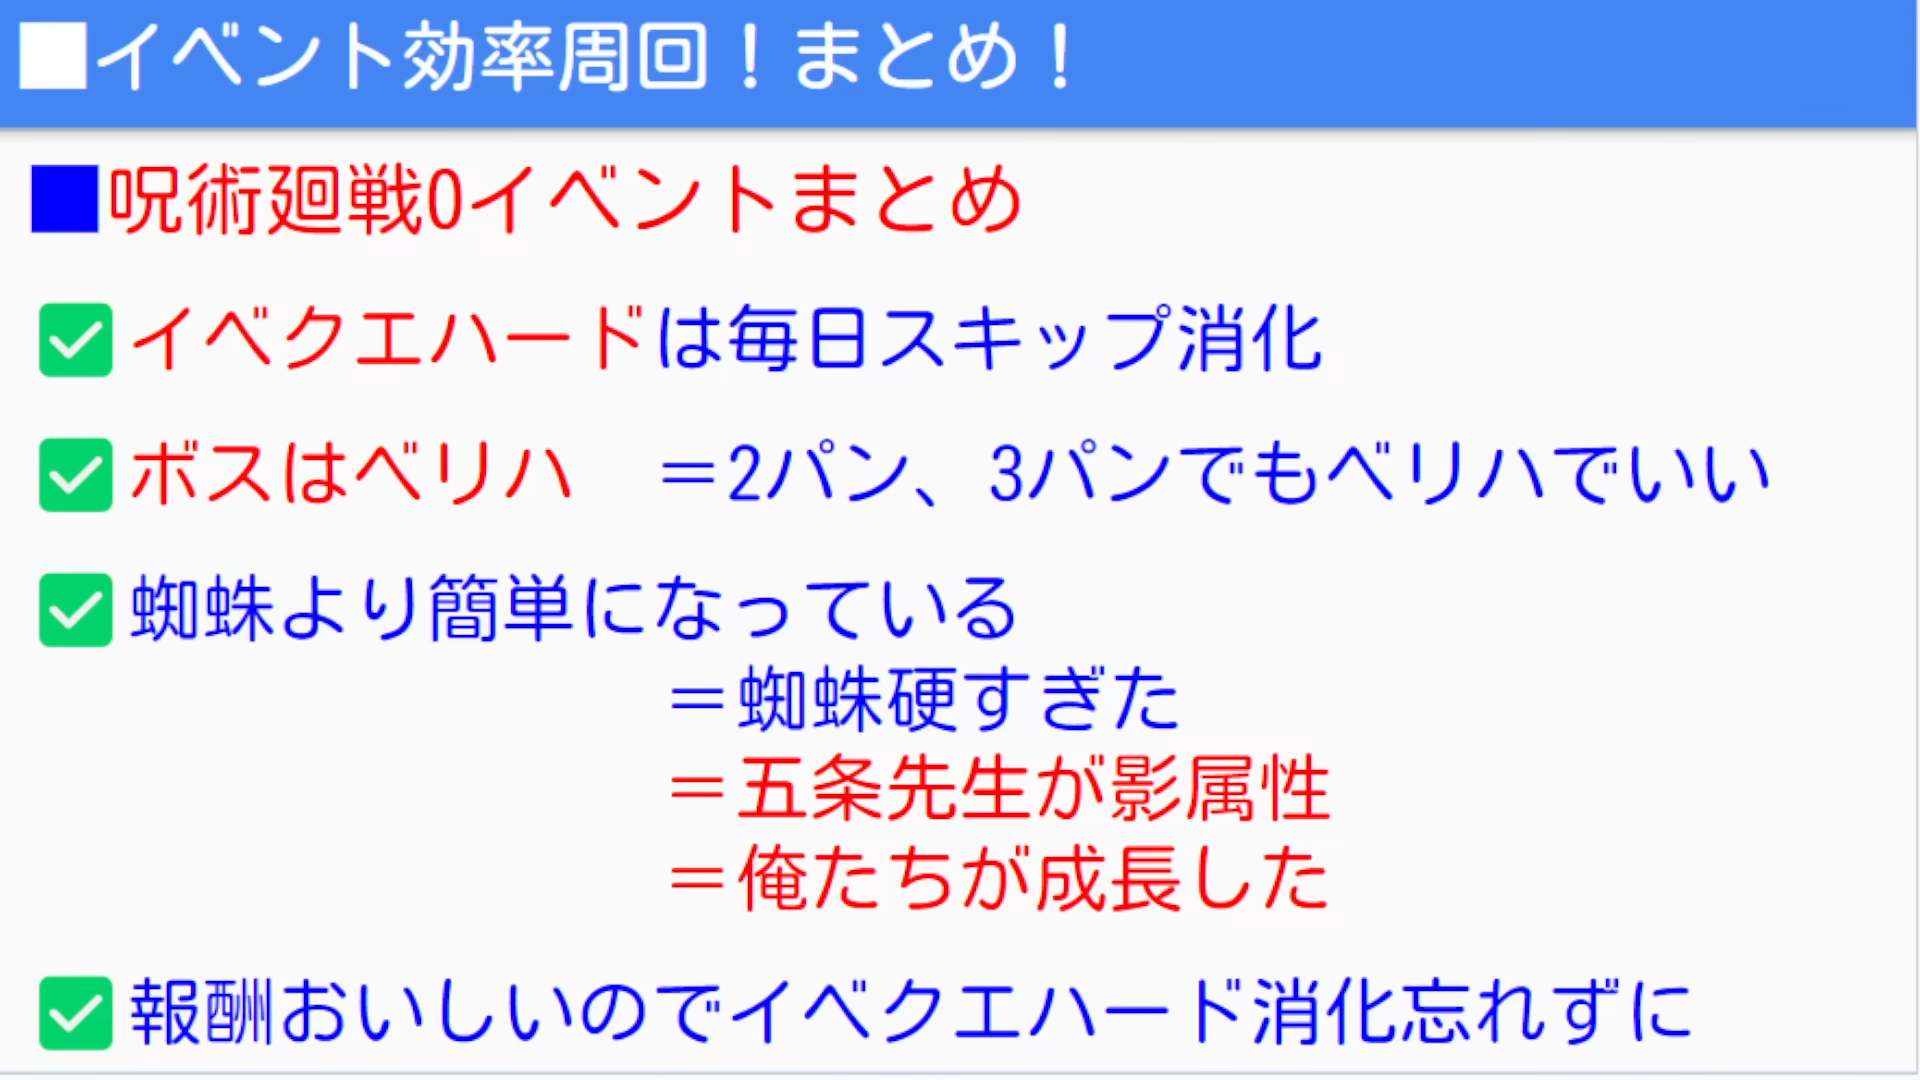 ■イベント効率周回！まとめ！
■呪術廻戦0イベントまとめ
✅イベクエハードは毎日スキップ消化
✅ボスはベリハ　＝2パン、3パンでもベリハでいい
✅蜘蛛より簡単になっている
＝蜘蛛硬すぎた
＝五条先生が影属性
＝俺たちが成長した
✅報酬おいしいのでイベクエハード消化忘れずに